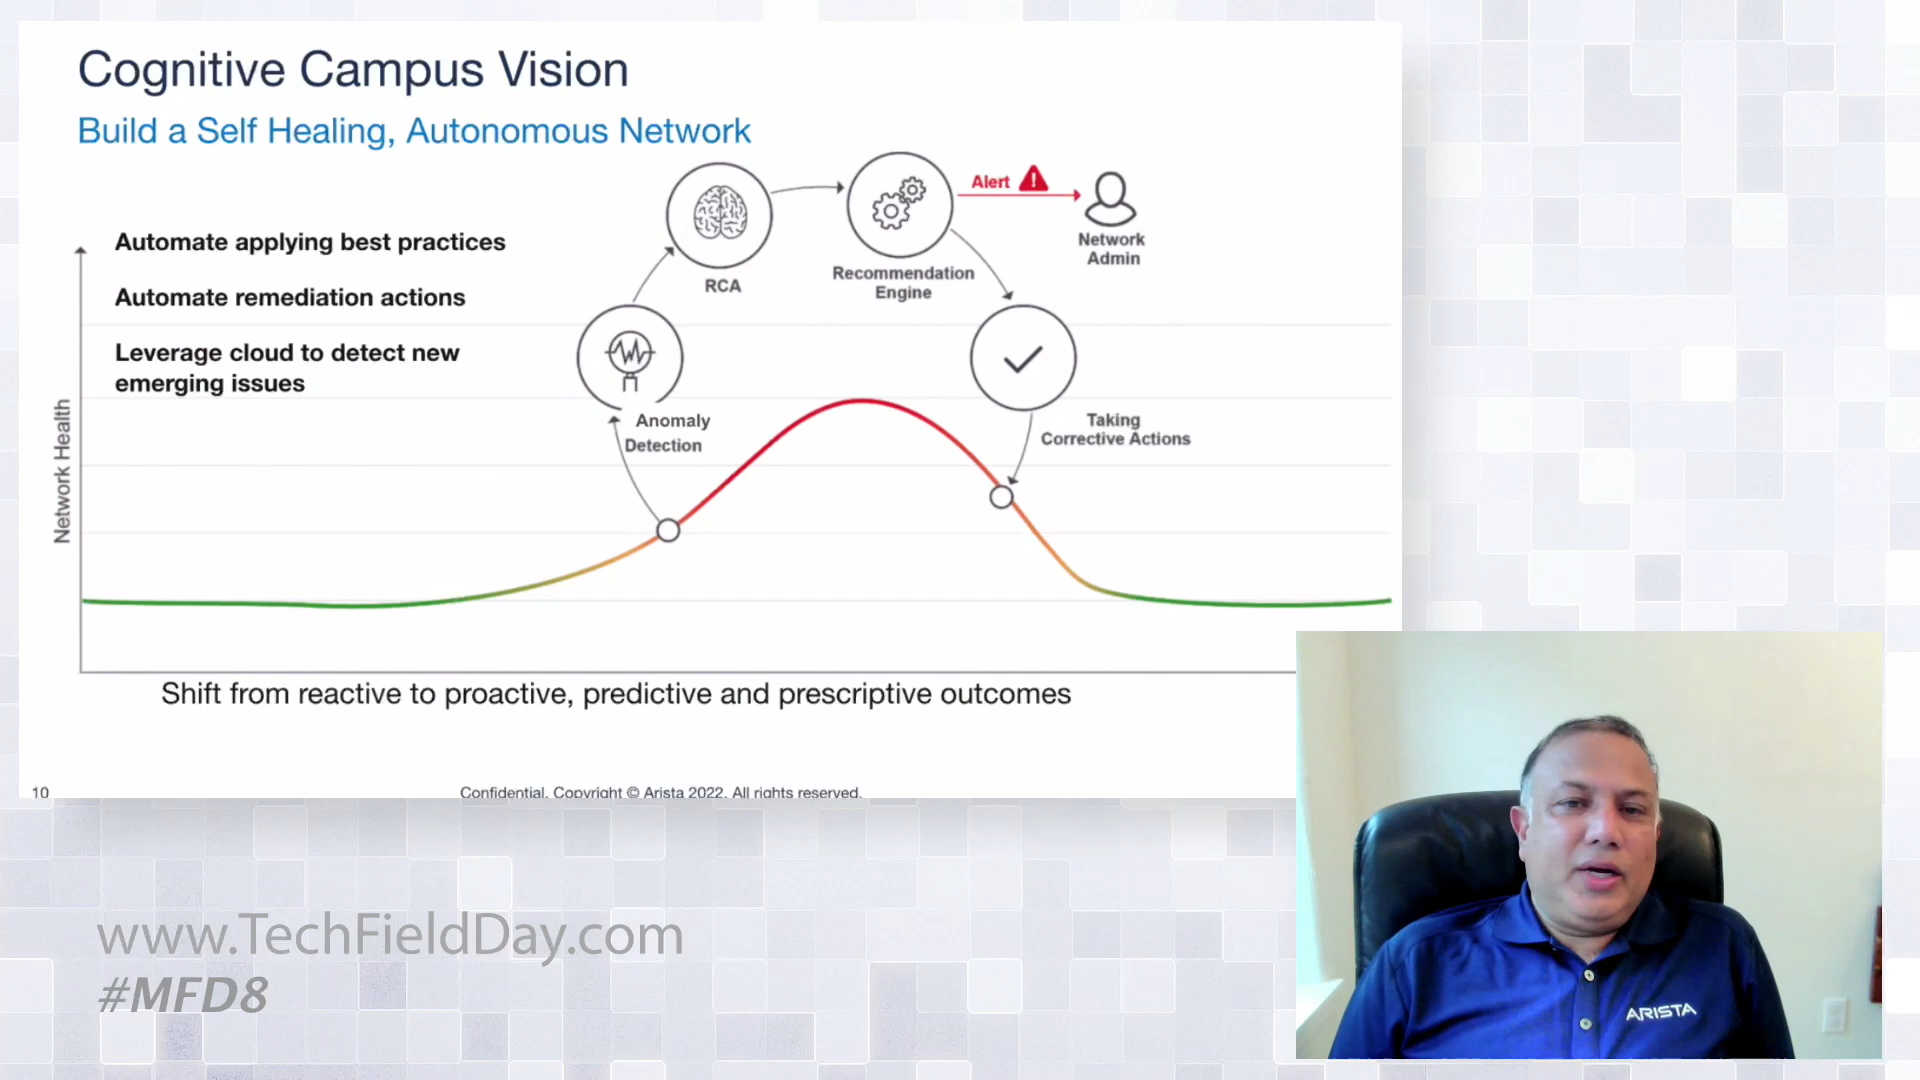 Cognitive Campus Vision
Build a Self Healing, Autonomous Network
Automate applying best practices
Automate remediation actions
Leverage cloud to detect new
emerging issues
Network Health
Anomaly
Detection
RCA
Recommendation
Engine
Alert
Network
Admin
Taking
Corrective Actions
Shift from reactive to proactive, predictive and prescriptive outcomes
10
Confidential. Copyright © Arista 2022. All rights reserved.
www.TechFieldDay.com
#MFD8
ARISTA